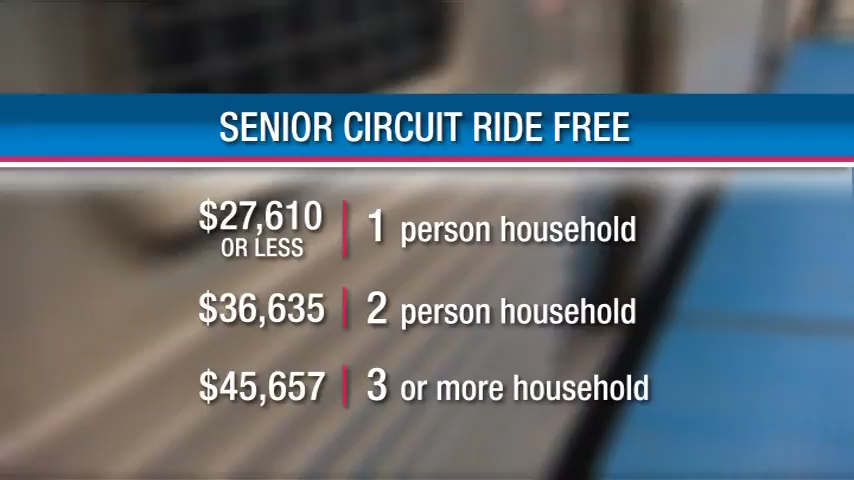 SENIOR CIRCUIT RIDE FREE
$27,610 OR LESS | 1 person household
$36,635 | 2 person household
$45,657 | 3 or more household